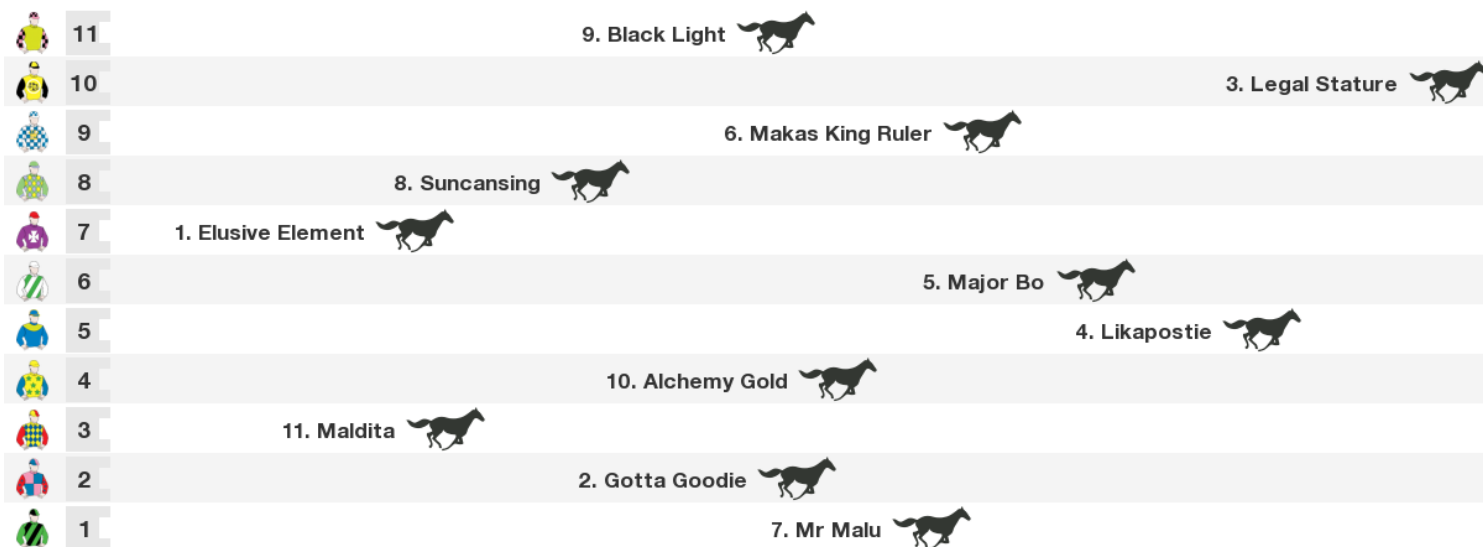 11 9. Black Light
10 3. Legal Stature
9 6. Makas King Ruler
8 8. Suncansing
7 1. Elusive Element
6 5. Major Bo
5 4. Likapostie
4 10. Alchemy Gold
3 11. Maldita
2 2. Gotta Goodie
1 7. Mr Malu